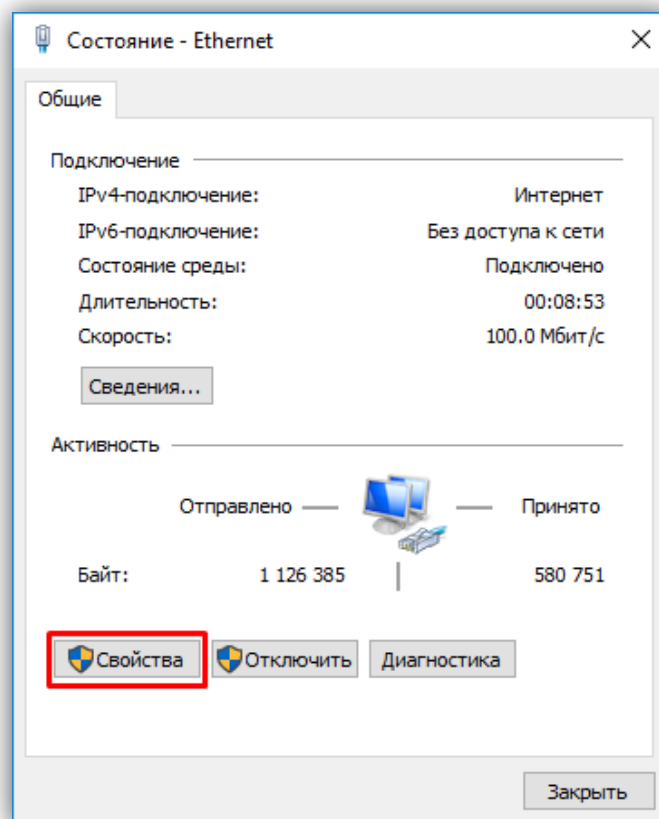 Состояние - Ethernet
Общие
Подключение
IPv4-подключение: Интернет
IPv6-подключение: Без доступа к сети
Состояние среды: Подключено
Длительность: 00:08:53
Скорость: 100.0 Мбит/с
Сведения...
Активность
Отправлено Принято
Байт: 1 126 385 580 751
Свойства Отключить Диагностика
Закрыть